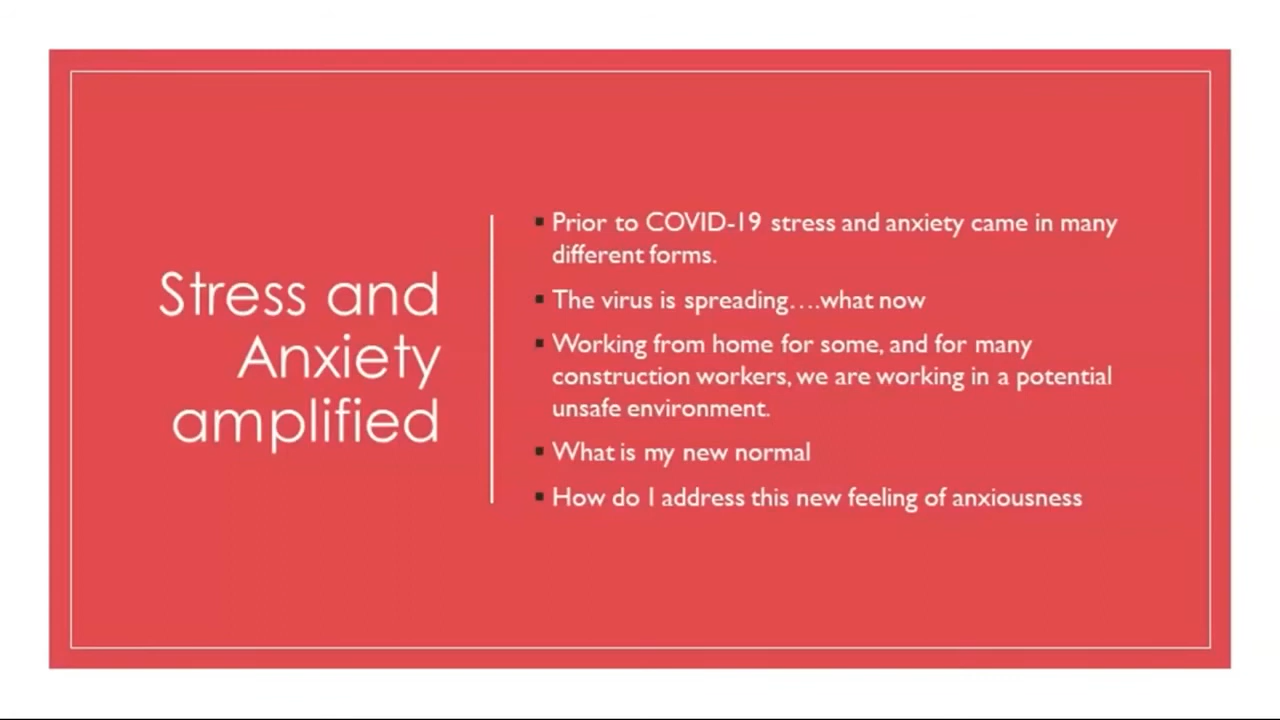 Stress and
Anxiety
amplified
▪ Prior to COVID-19 stress and anxiety came in many
different forms.
▪ The virus is spreading….what now
▪ Working from home for some, and for many
construction workers, we are working in a potential
unsafe environment.
▪ What is my new normal
▪ How do I address this new feeling of anxiousness